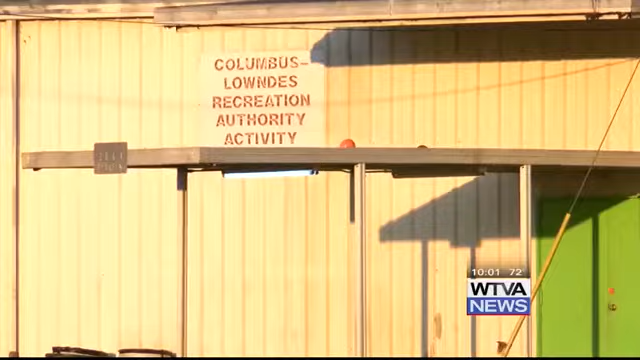 COLUMBUS-
LOWNDES
RECREATION
AUTHORITY
ACTIVITY
10:01 72°
WTVA
NEWS